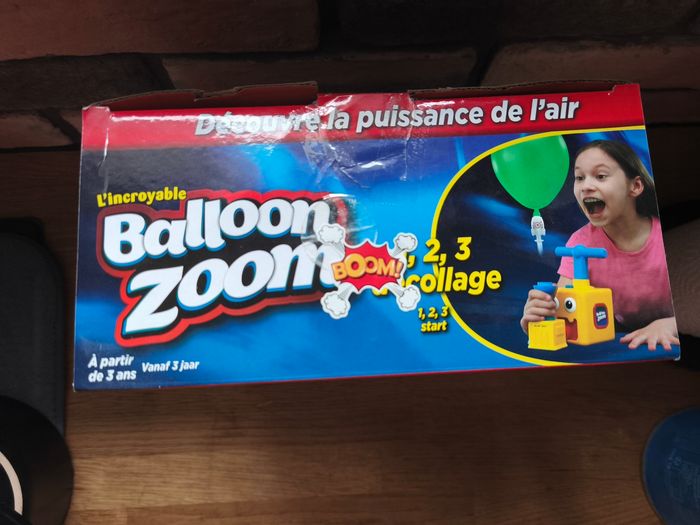 Découvre la puissance de l'air
L'incroyable
Balloon
Zoom
BOOM!
, 2, 3
collage
1, 2, 3
start
À partir
de 3 ans
Vanaf 3 jaar